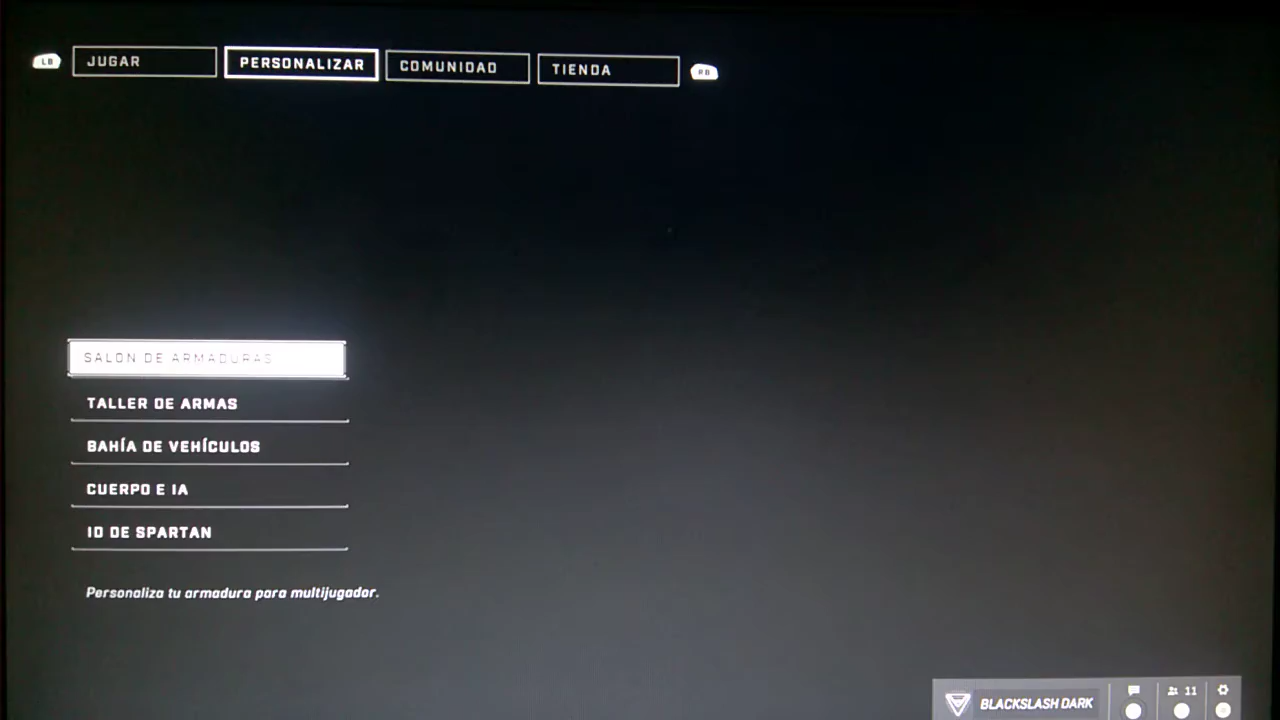 LB JUGAR PERSONALIZAR COMUNIDAD TIENDA RB
SALÓN DE ARMADURAS
TALLER DE ARMAS
BAHÍA DE VEHÍCULOS
CUERPO E IA
ID DE SPARTAN
Personaliza tu armadura para multijugador.
BLACKSLASH DARK 11